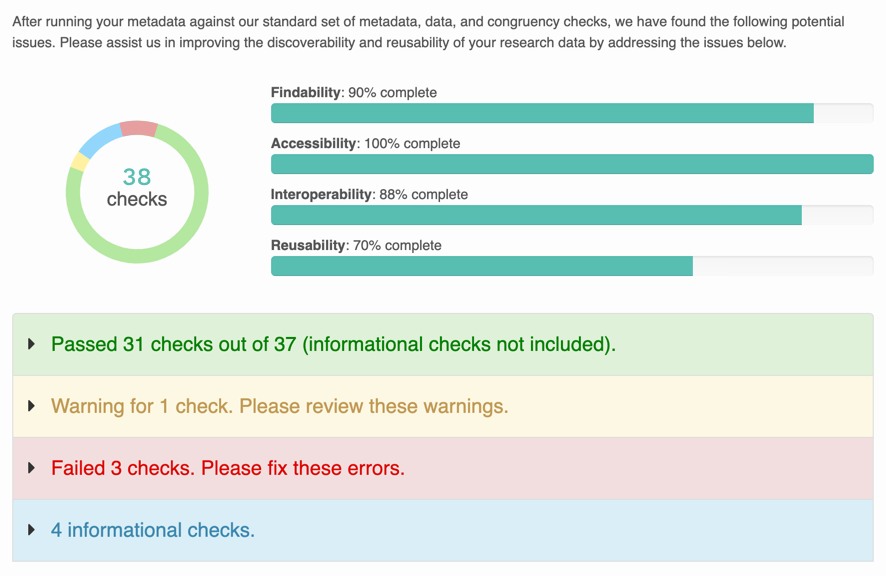 After running your metadata against our standard set of metadata, data, and congruency checks, we have found the following potential
issues. Please assist us in improving the discoverability and reusability of your research data by addressing the issues below.
38
checks
Findability: 90% complete
Accessibility: 100% complete
Interoperability: 88% complete
Reusability: 70% complete
Passed 31 checks out of 37 (informational checks not included).
Warning for 1 check. Please review these warnings.
Failed 3 checks. Please fix these errors.
4 informational checks.